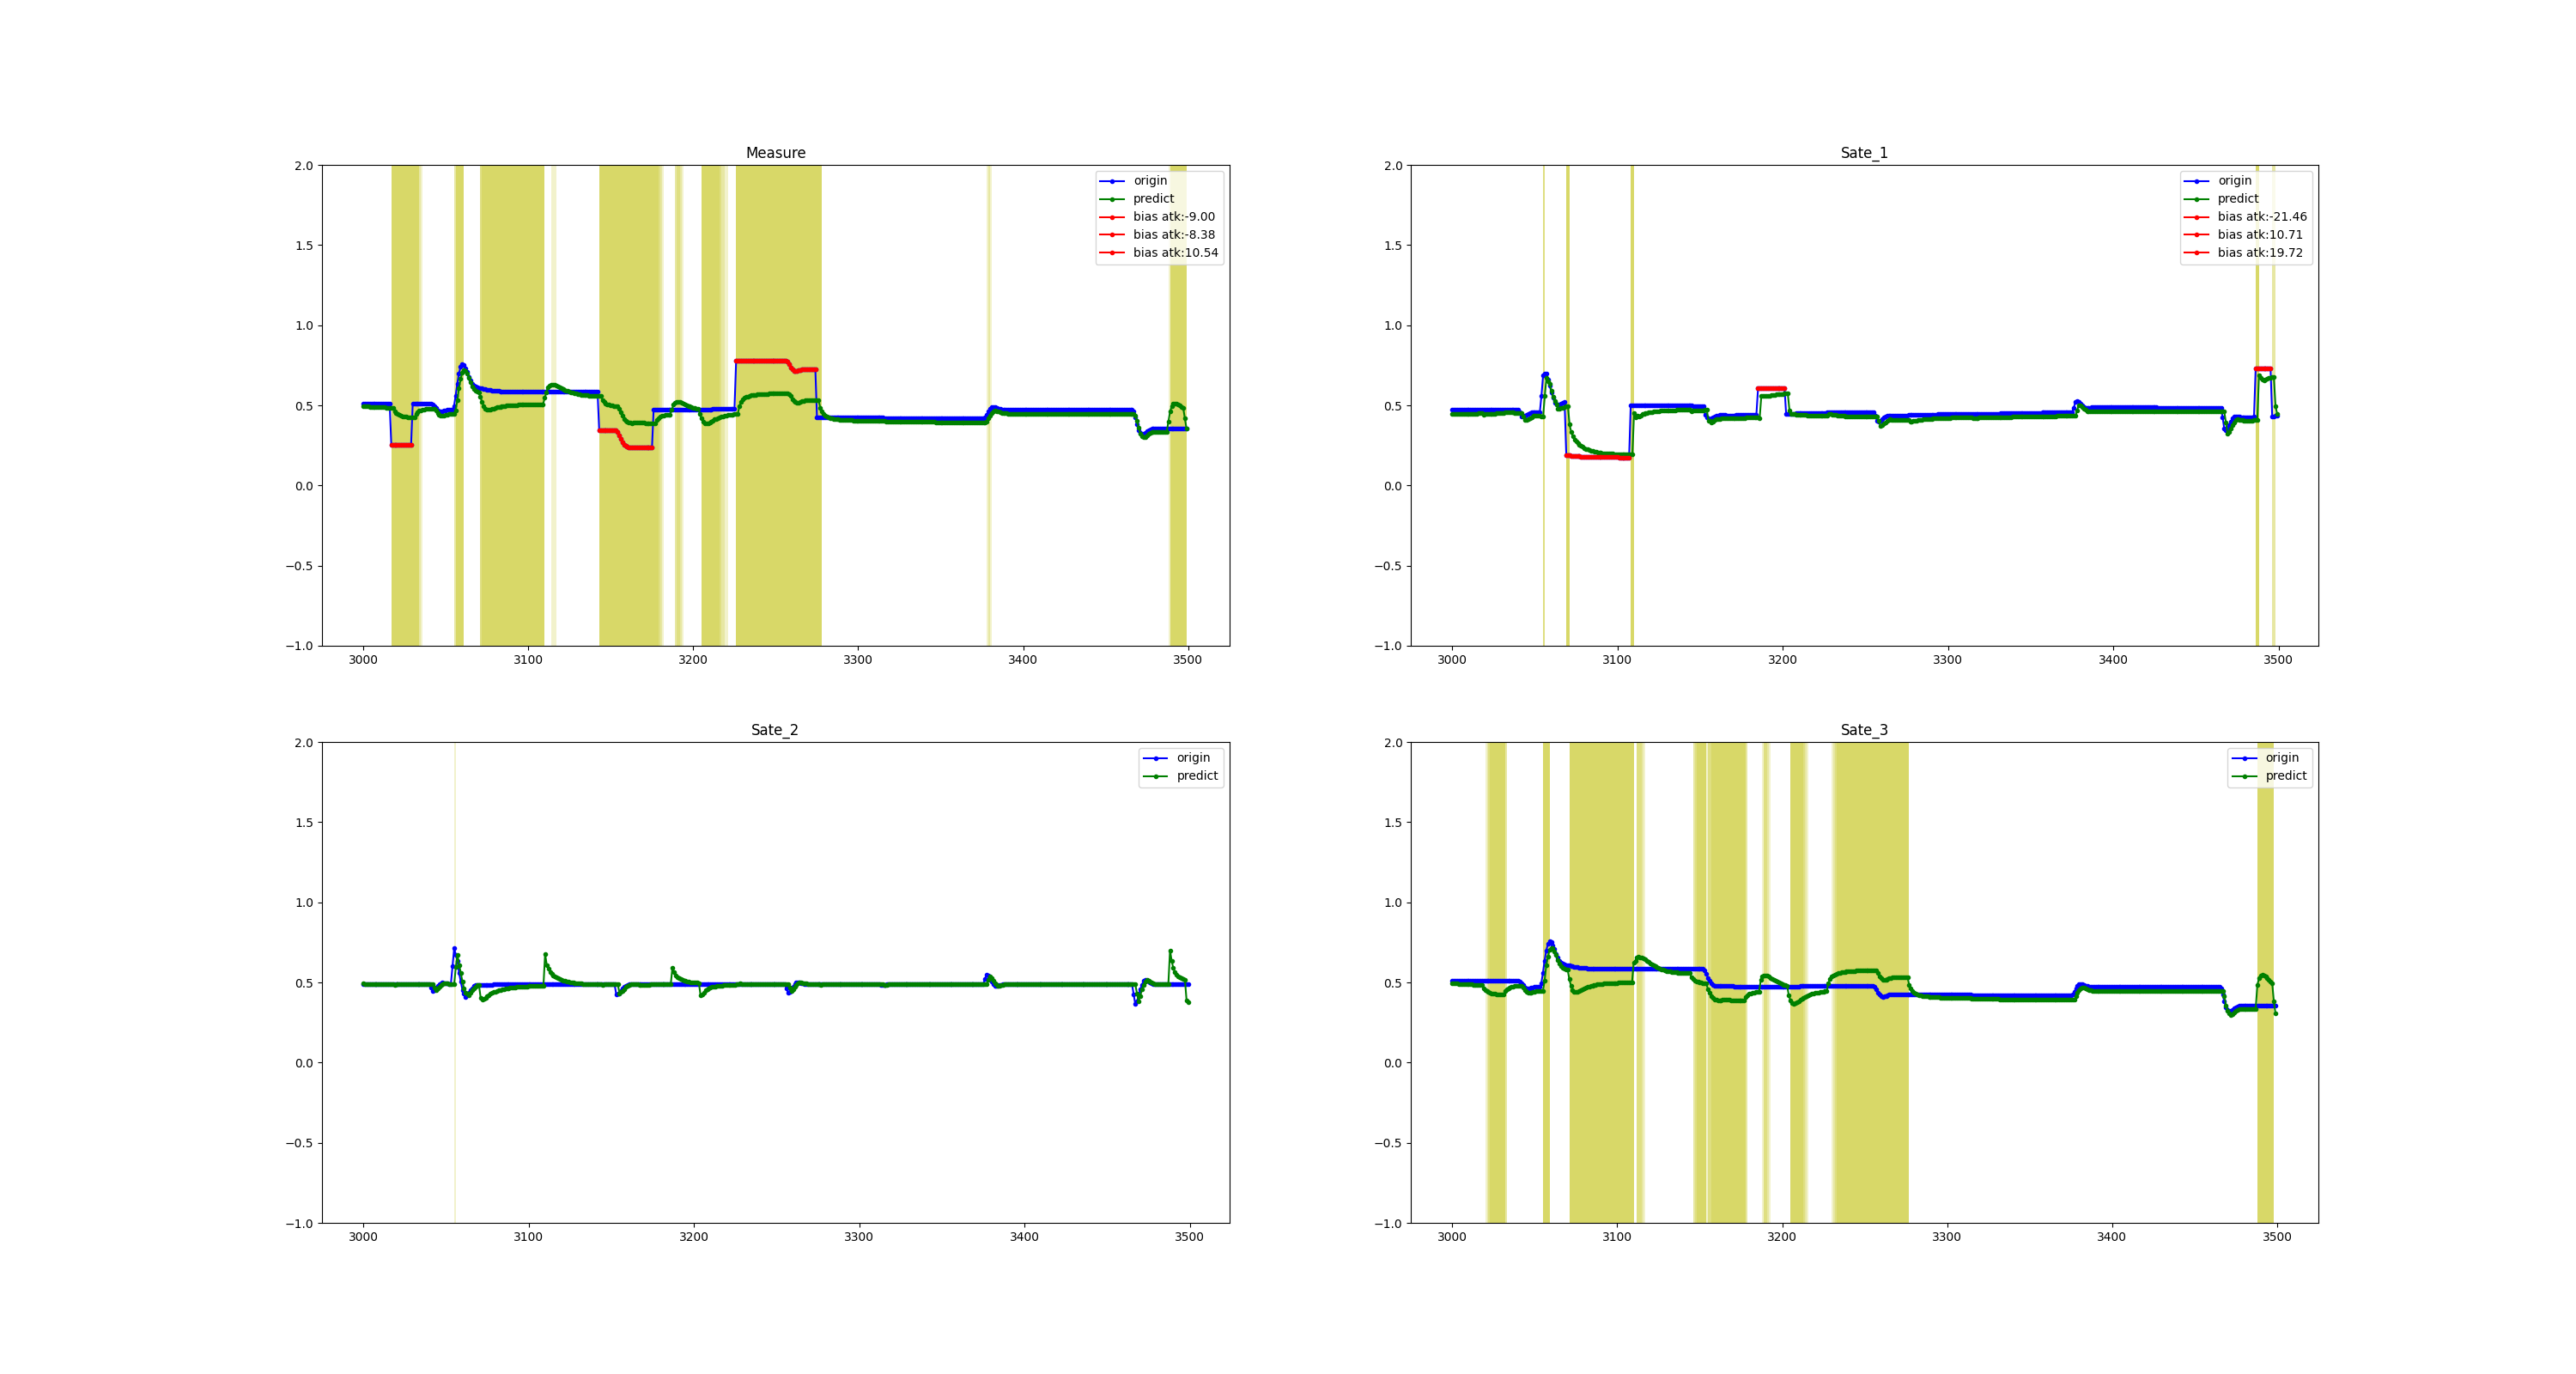 Measure
2.0
1.5
1.0
0.5
0.0
−0.5
−1.0
3000 3100 3200 3300 3400 3500
origin
predict
bias atk:-9.00
bias atk:-8.38
bias atk:10.54
Sate_1
2.0
1.5
1.0
0.5
0.0
−0.5
−1.0
3000 3100 3200 3300 3400 3500
origin
predict
bias atk:-21.46
bias atk:10.71
bias atk:19.72
Sate_2
2.0
1.5
1.0
0.5
0.0
−0.5
−1.0
3000 3100 3200 3300 3400 3500
origin
predict
Sate_3
2.0
1.5
1.0
0.5
0.0
−0.5
−1.0
3000 3100 3200 3300 3400 3500
origin
predict